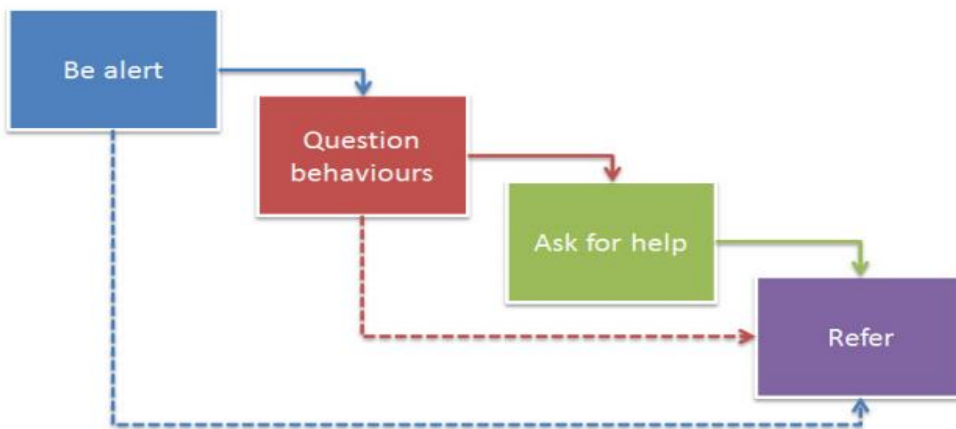 Be alert
Question
behaviours
Ask for help
Refer